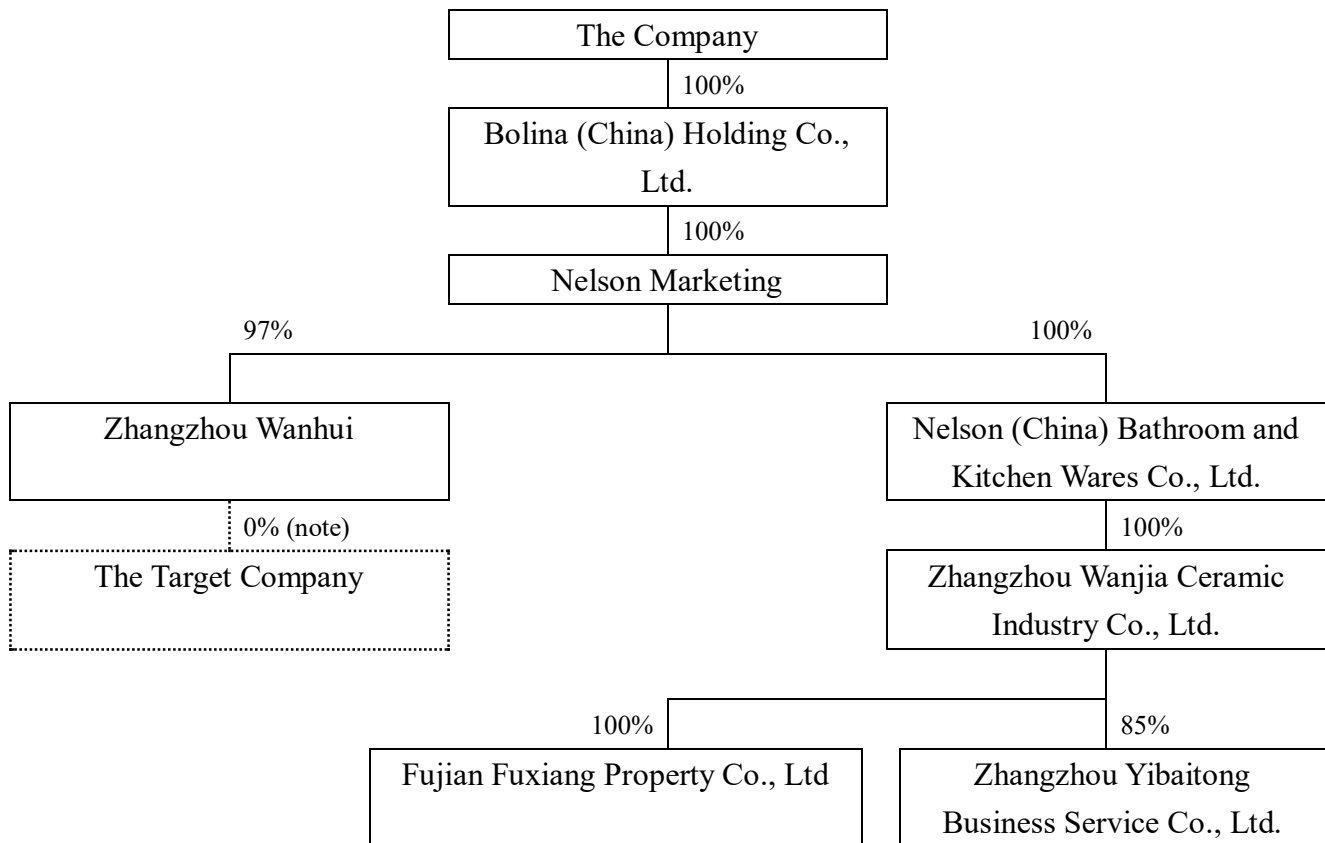 The Company
100%
Bolina (China) Holding Co.,
Ltd.
100%
Nelson Marketing
97%
100%
Zhangzhou Wanhui
Nelson (China) Bathroom and
Kitchen Wares Co., Ltd.
0% (note)
100%
The Target Company
Zhangzhou Wanjia Ceramic
Industry Co., Ltd.
100%
85%
Fujian Fuxiang Property Co., Ltd
Zhangzhou Yibaitong
Business Service Co., Ltd.